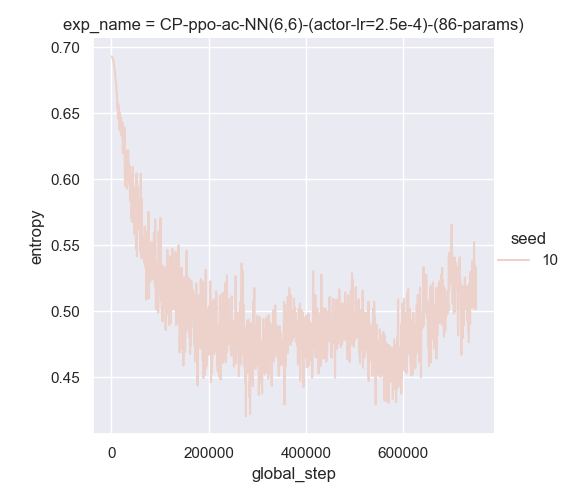 exp_name = CP-ppo-ac-NN(6,6)-(actor-lr=2.5e-4)-(86-params)
0.70
0.65
0.60
0.55
0.50
0.45
entropy
0 200000 400000 600000
global_step
seed
10